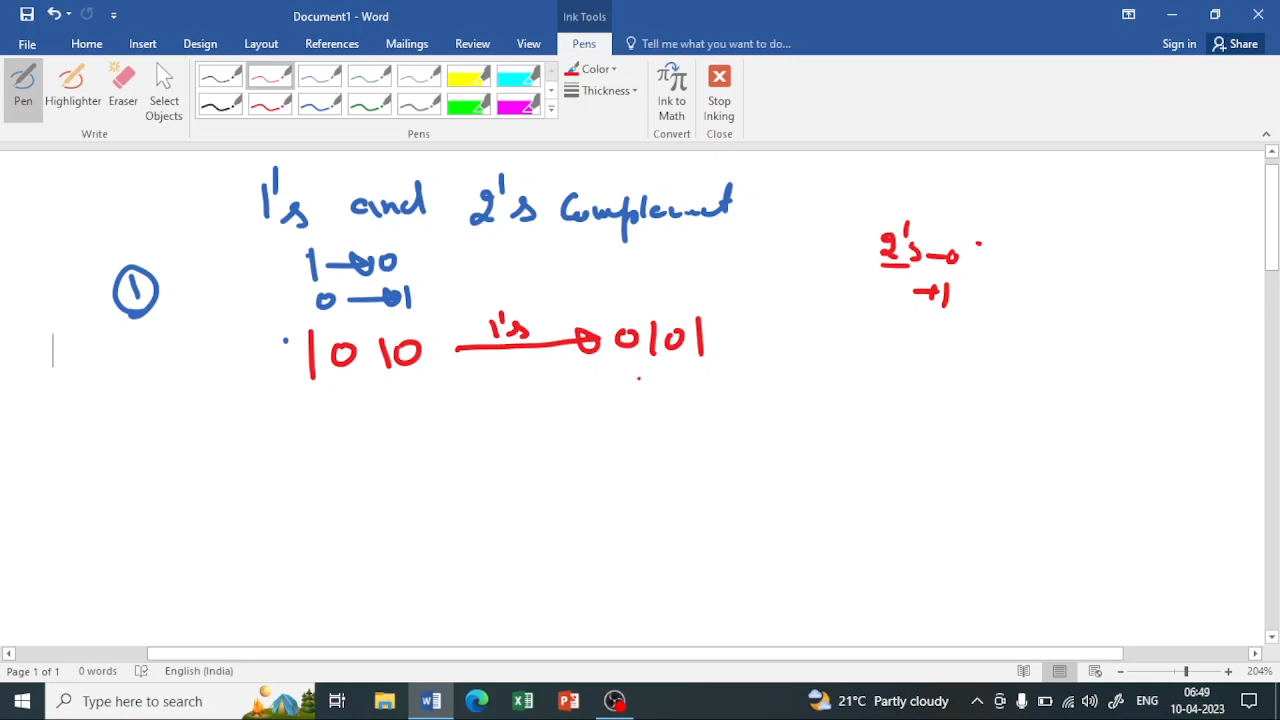 Document1 - Word
Ink Tools
File Home Insert Design Layout References Mailings Review View Pens Tell me what you want to do... Sign in Share
Pen Highlighter Eraser Select Objects
Color
Thickness
Ink to Math
Stop Inking
Write Pens Convert Close
1's and 2's Complement
1 → 0
0 → 1
①
1010 1's → 0101
2's → 0
→ 1
Page 1 of 1 0 words English (India) 204%
Type here to search
21°C Partly cloudy ENG 06:49
10-04-2023